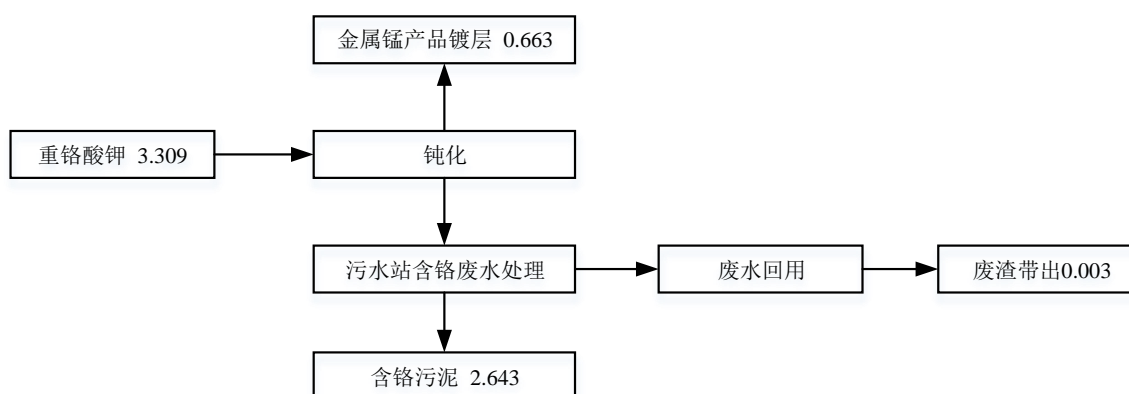 金属锰产品镀层 0.663
重铬酸钾 3.309
钝化
污水站含铬废水处理
废水回用
废渣带出0.003
含铬污泥 2.643